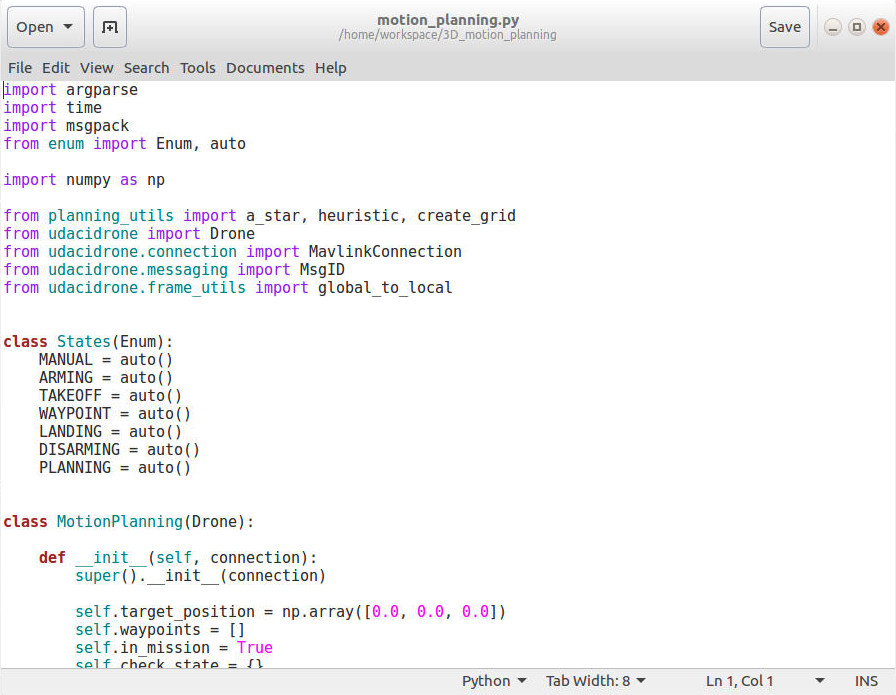 Open
motion_planning.py
/home/workspace/3D_motion_planning
Save
File Edit View Search Tools Documents Help
import argparse
import time
import msgpack
from enum import Enum, auto

import numpy as np

from planning_utils import a_star, heuristic, create_grid
from udacidrone import Drone
from udacidrone.connection import MavlinkConnection
from udacidrone.messaging import MsgID
from udacidrone.frame_utils import global_to_local


class States(Enum):
    MANUAL = auto()
    ARMING = auto()
    TAKEOFF = auto()
    WAYPOINT = auto()
    LANDING = auto()
    DISARMING = auto()
    PLANNING = auto()


class MotionPlanning(Drone):

    def __init__(self, connection):
        super().__init__(connection)

        self.target_position = np.array([0.0, 0.0, 0.0])
        self.waypoints = []
        self.in_mission = True
        self.check_state = {}
Python Tab Width: 8 Ln 1, Col 1 INS